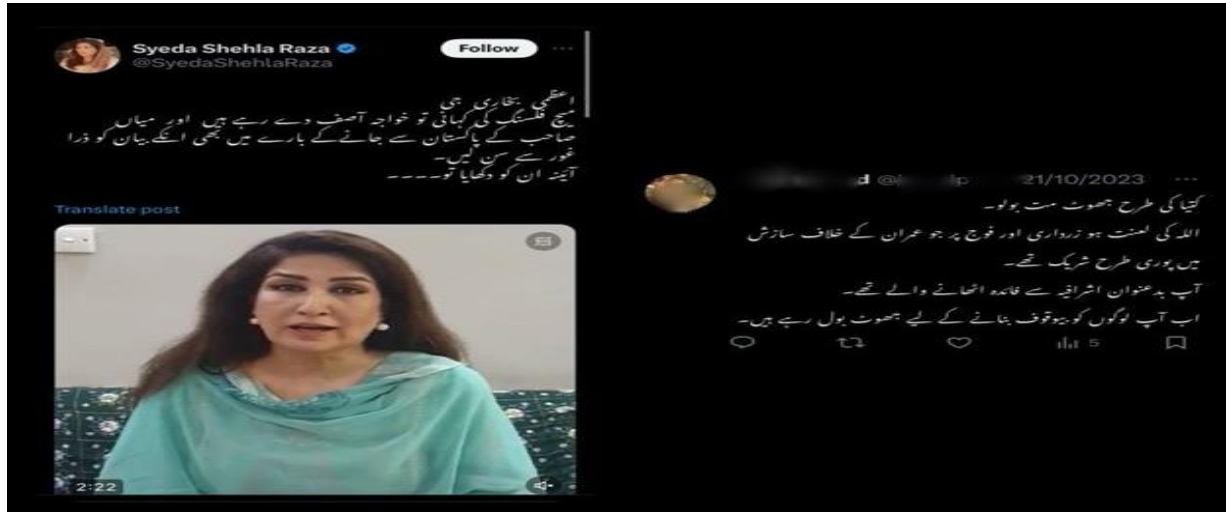 Syeda Shehla Raza
Follow
@SyedaShehlaRaza
اعظمی بخاری جی
میچ فکسنگ کی کہانی تو خواجہ آصف دے رہے ہیں اور میاں
صاحب کے پاکستان سے جانے کے بارے میں بھی انکے بیان کو ذرا
غور سے سن لیں۔
آئینہ ان کو دکھایا تو۔۔۔۔
Translate post
2:22
d @ 21/10/2023
کتیا کی طرح جھوٹ مت بولو۔
اللہ کی لعنت ہو زرداری اور فوج پر جو عمران کے خلاف سازش
میں پوری طرح شریک تھے۔
آپ بدعنوان اشرافیہ سے فائدہ اٹھانے والے تھے۔
اب آپ لوگوں کو بیوقوف بنانے کے لیے جھوٹ بول رہے ہیں۔
5